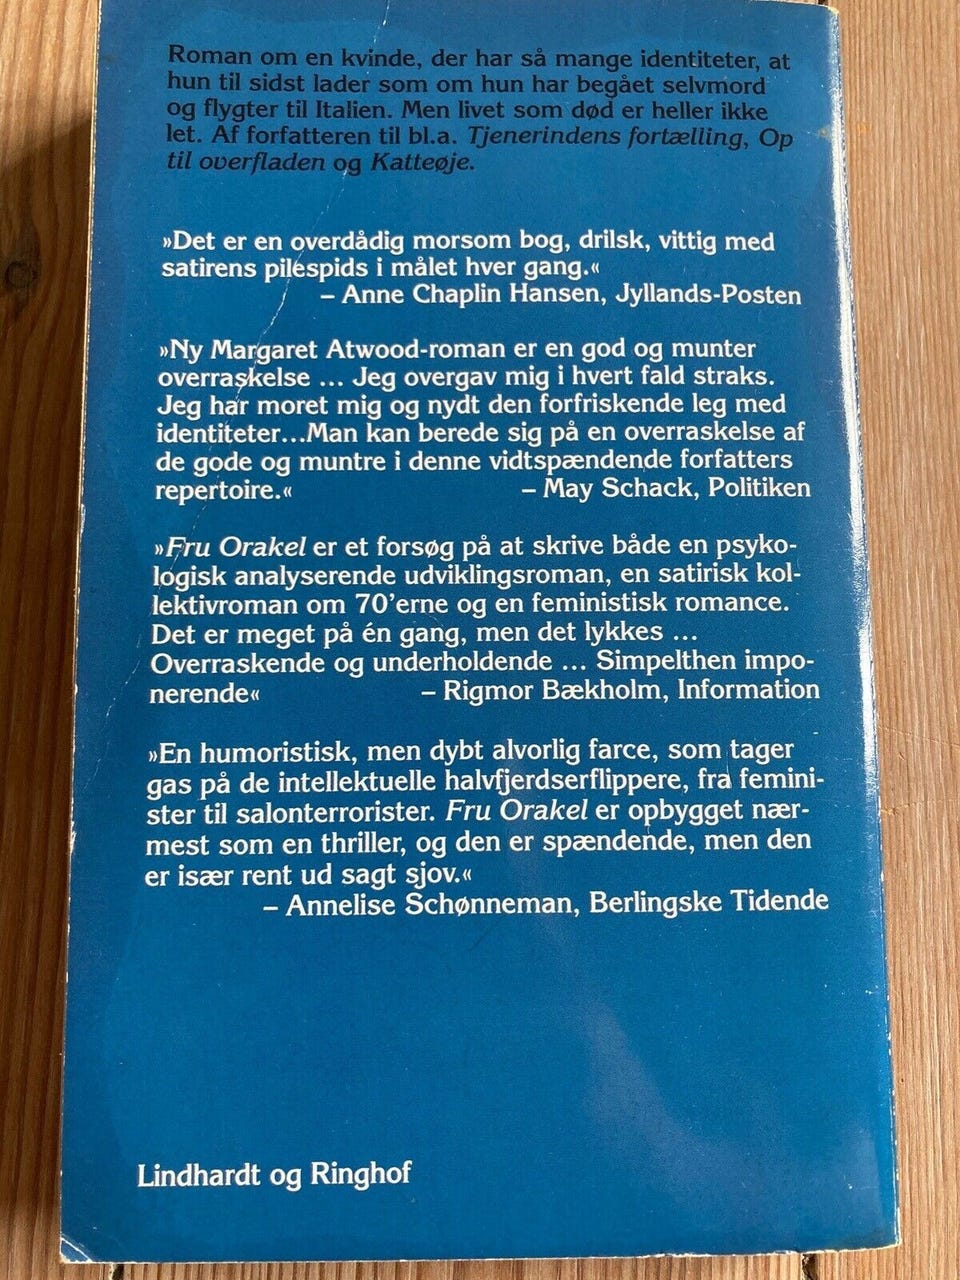 Roman om en kvinde, der har så mange identiteter, at
hun til sidst lader som om hun har begået selvmord
og flygter til Italien. Men livet som død er heller ikke
let. Af forfatteren til bl.a. Tjenerindens fortælling, Op
til overfladen og Katteøje.
»Det er en overdådig morsom bog, drilsk, vittig med
satirens pilespids i målet hver gang.«
– Anne Chaplin Hansen, Jyllands-Posten
»Ny Margaret Atwood-roman er en god og munter
overraskelse ... Jeg overgav mig i hvert fald straks.
Jeg har moret mig og nydt den forfriskende leg med
identiteter...Man kan berede sig på en overraskelse af
de gode og muntre i denne vidtspændende forfatters
repertoire.« – May Schack, Politiken
»Fru Orakel er et forsøg på at skrive både en psyko-
logisk analyserende udviklingsroman, en satirisk kol-
lektivroman om 70'erne og en feministisk romance.
Det er meget på én gang, men det lykkes ...
Overraskende og underholdende ... Simpelthen impo-
nerende« – Rigmor Bækholm, Information
»En humoristisk, men dybt alvorlig farce, som tager
gas på de intellektuelle halvfjerdserflippere, fra femini-
ster til salonterrorister. Fru Orakel er opbygget nær-
mest som en thriller, og den er spændende, men den
er især rent ud sagt sjov.«
– Annelise Schønneman, Berlingske Tidende
Lindhardt og Ringhof